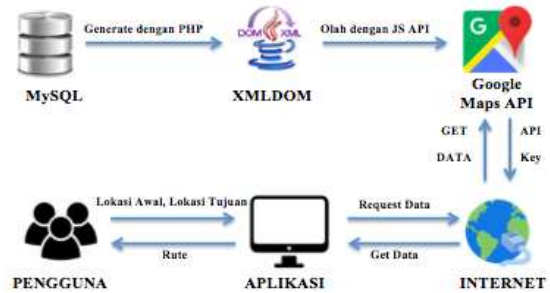 Generate dengan PHP
Olah dengan JS API
DOM XML
G
MySQL
XMLDOM
Google
Maps API
GET
API
DATA
Key
Lokasi Awal, Lokasi Tujuan
Request Data
Rute
Get Data
PENGGUNA
APLIKASI
INTERNET